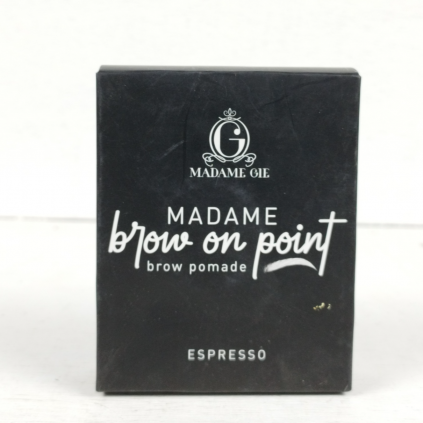 G
MADAME GIE
MADAME
brow on point
brow pomade
ESPRESSO